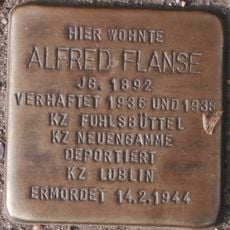 HIER WOHNTE
ALFRED FLANSE
JG. 1892
VERHAFTET 1936 UND 1938
KZ FUHLSBÜTTEL
KZ NEUENGAMME
DEPORTIERT
KZ LUBLIN
ERMORDET 14.2.1944